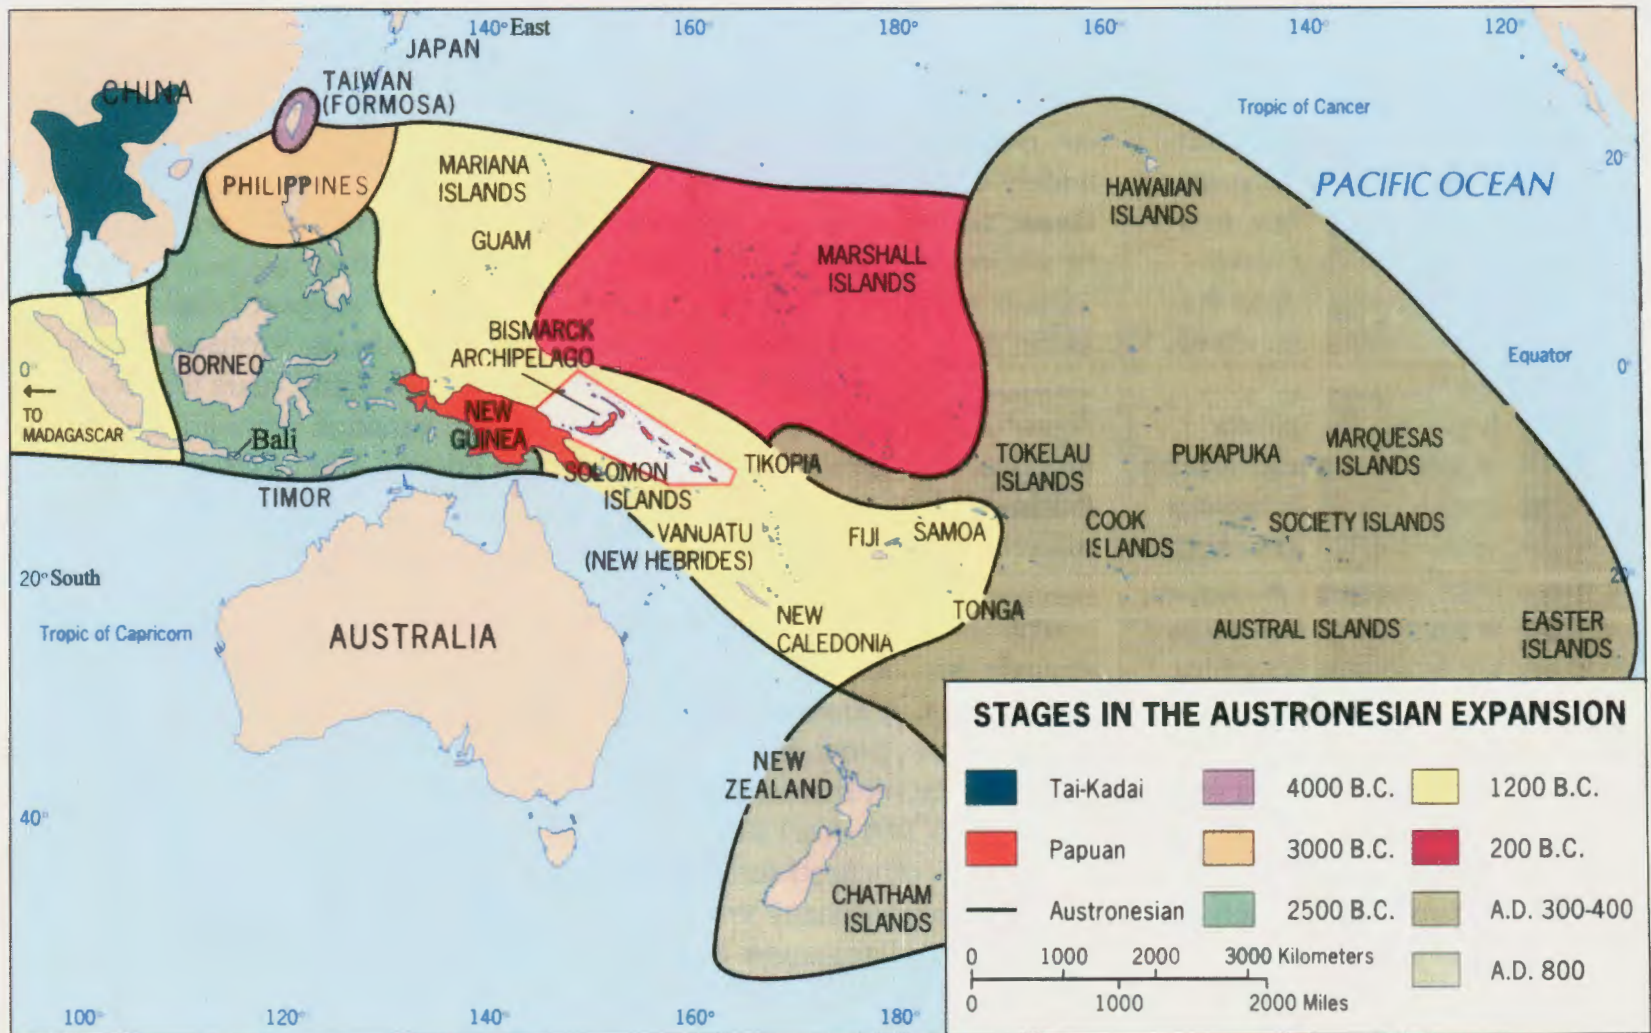 140° East
160°
180°
160°
140°
120°
JAPAN
CHINA
TAIWAN
(FORMOSA)
Tropic of Cancer
20°
PHILIPPINES
MARIANA
ISLANDS
HAWAIIAN
ISLANDS
PACIFIC OCEAN
GUAM
MARSHALL
ISLANDS
BISMARCK
ARCHIPELAGO
BORNEO
Equator
0°
0°
TO
MADAGASCAR
Bali
NEW
GUINEA
TIMOR
SOLOMON
ISLANDS
TIKOPIA
TOKELAU
ISLANDS
PUKAPUKA
MARQUESAS
ISLANDS
VANUATU
(NEW HEBRIDES)
FIJI
SAMOA
COOK
ISLANDS
SOCIETY ISLANDS
20° South
20°
Tropic of Capricorn
AUSTRALIA
NEW
CALEDONIA
TONGA
AUSTRAL ISLANDS
EASTER
ISLANDS
NEW
ZEALAND
CHATHAM
ISLANDS
40°
100°
120°
140°
160°
180°
STAGES IN THE AUSTRONESIAN EXPANSION
Tai-Kadai
4000 B.C.
1200 B.C.
Papuan
3000 B.C.
200 B.C.
Austronesian
2500 B.C.
A.D. 300-400
A.D. 800
0 1000 2000 3000 Kilometers
0 1000 2000 Miles